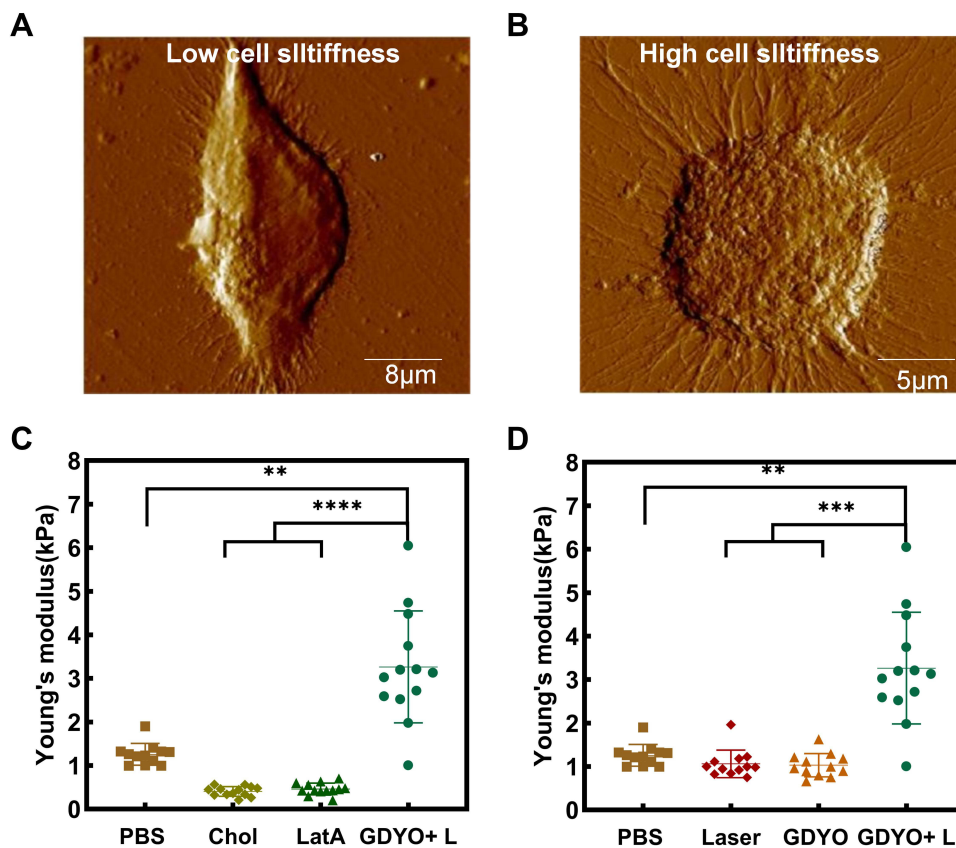 A
Low cell slltiffness
8μm
B
High cell slltiffness
5μm
C
Young's modulus(kPa)
8
7
6
5
4
3
2
1
0
**
****
PBS Chol LatA GDYO+ L
D
Young's modulus(kPa)
8
7
6
5
4
3
2
1
0
**
***
PBS Laser GDYO GDYO+ L